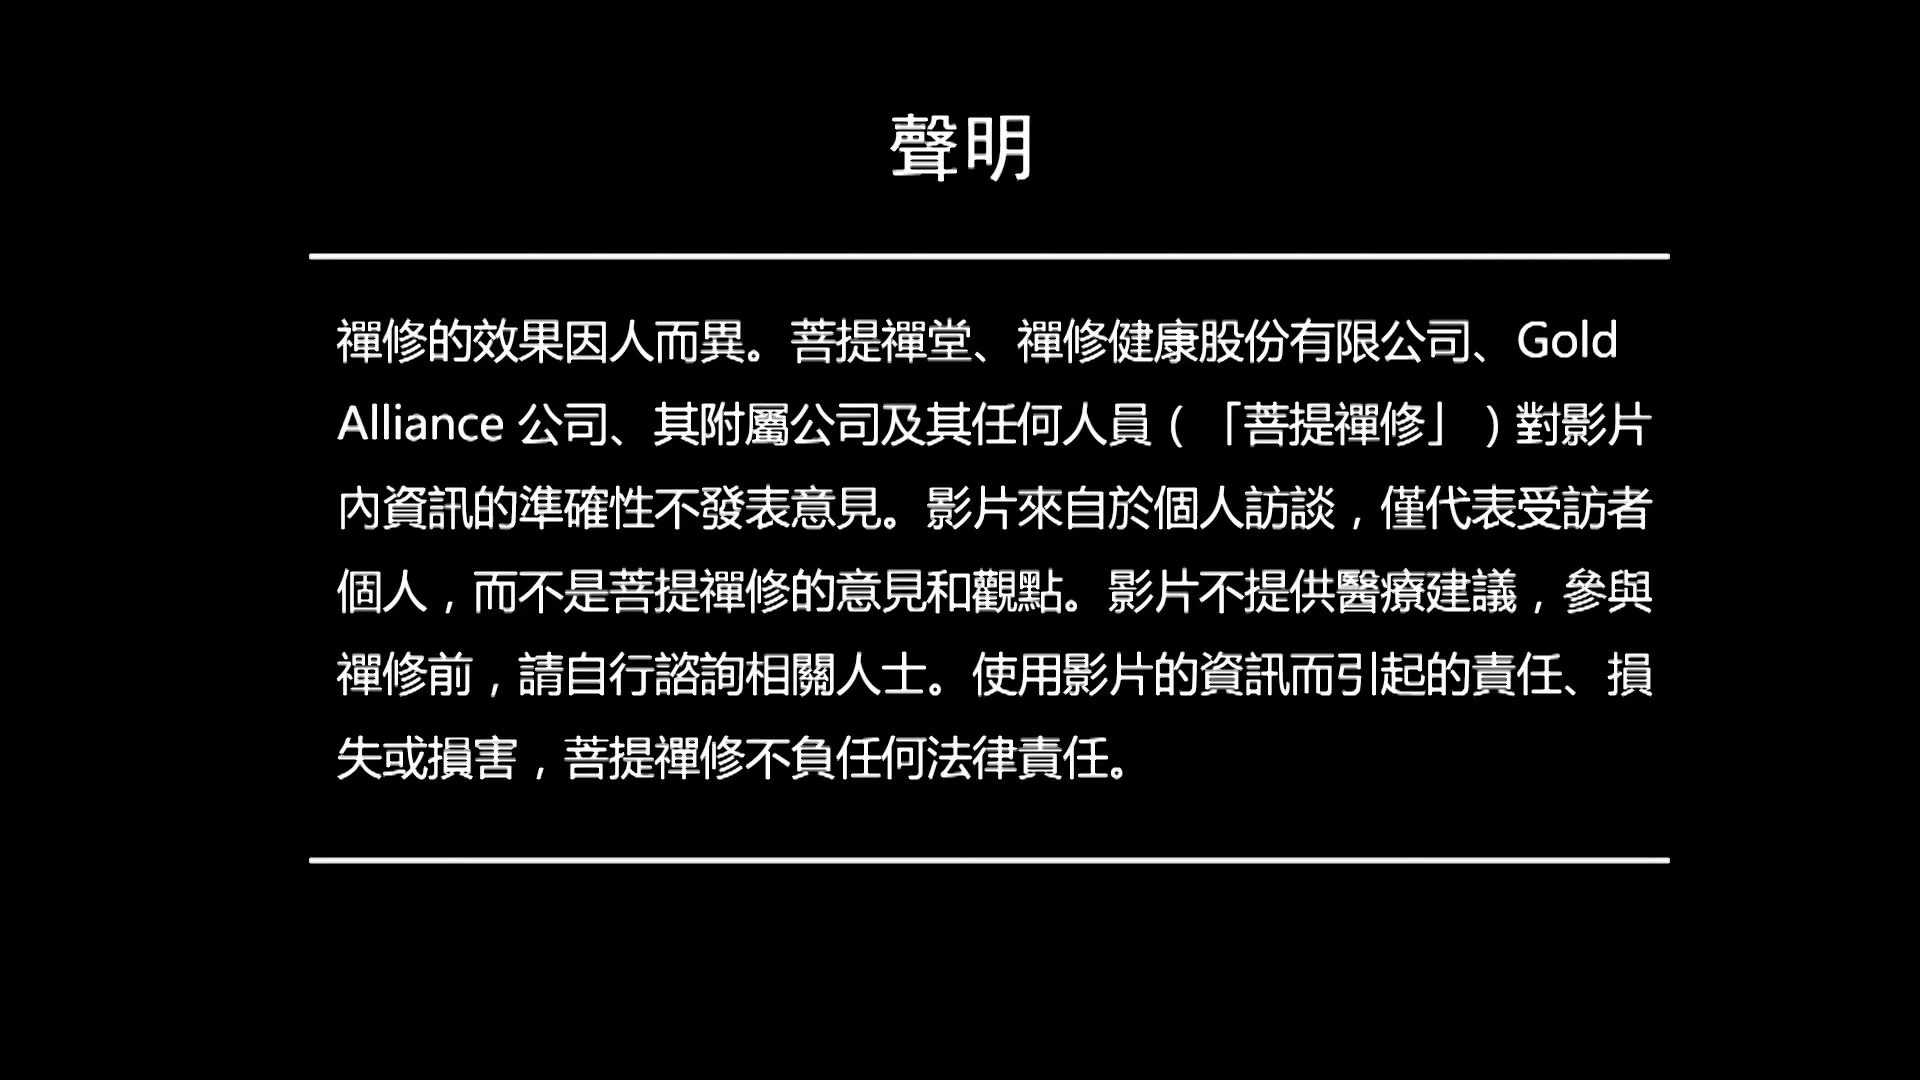 聲明
禪修的效果因人而異。菩提禪堂、禪修健康股份有限公司、Gold
Alliance 公司、其附屬公司及其任何人員（「菩提禪修」）對影片
內資訊的準確性不發表意見。影片來自於個人訪談，僅代表受訪者
個人，而不是菩提禪修的意見和觀點。影片不提供醫療建議，參與
禪修前，請自行諮詢相關人士。使用影片的資訊而引起的責任、損
失或損害，菩提禪修不負任何法律責任。